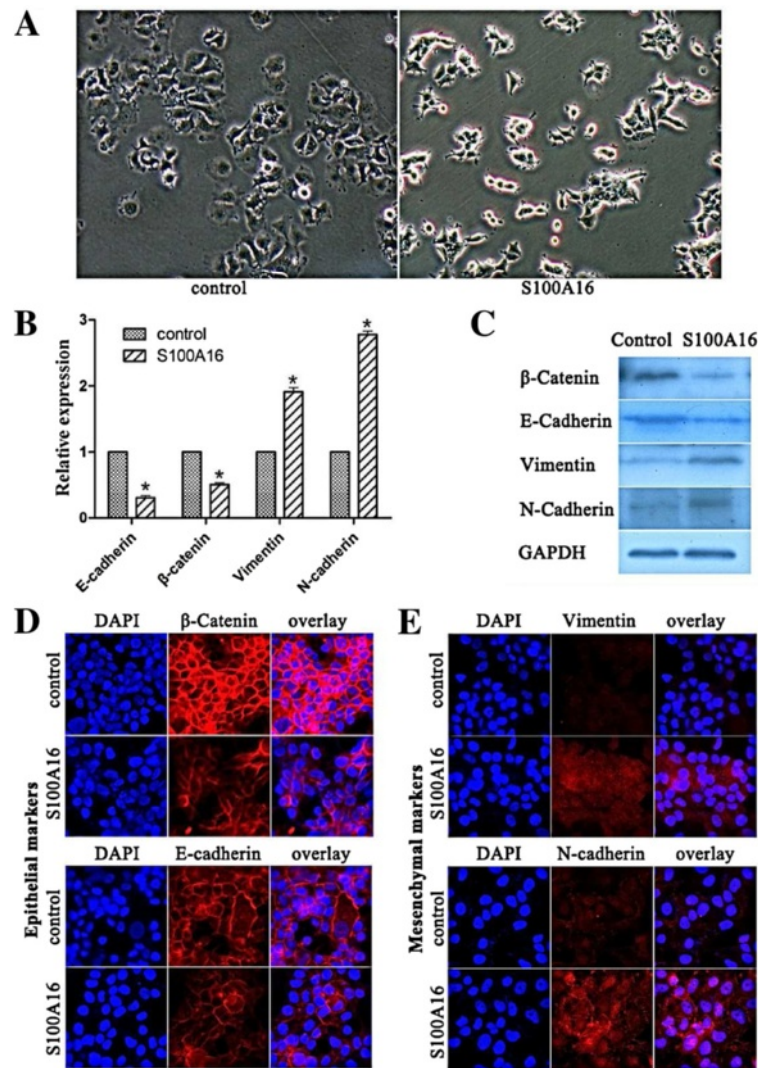 A
control S100A16
B
3
control
S100A16
2
1
0
Relative expression
* * * *
E-cadherin β-catenin Vimentin N-cadherin
C
Control S100A16
β-Catenin
E-Cadherin
Vimentin
N-Cadherin
GAPDH
D
Epithelial markers
DAPI β-Catenin overlay
control
S100A16
DAPI E-cadherin overlay
control
S100A16
E
Mesenchymal markers
DAPI Vimentin overlay
control
S100A16
DAPI N-cadherin overlay
control
S100A16